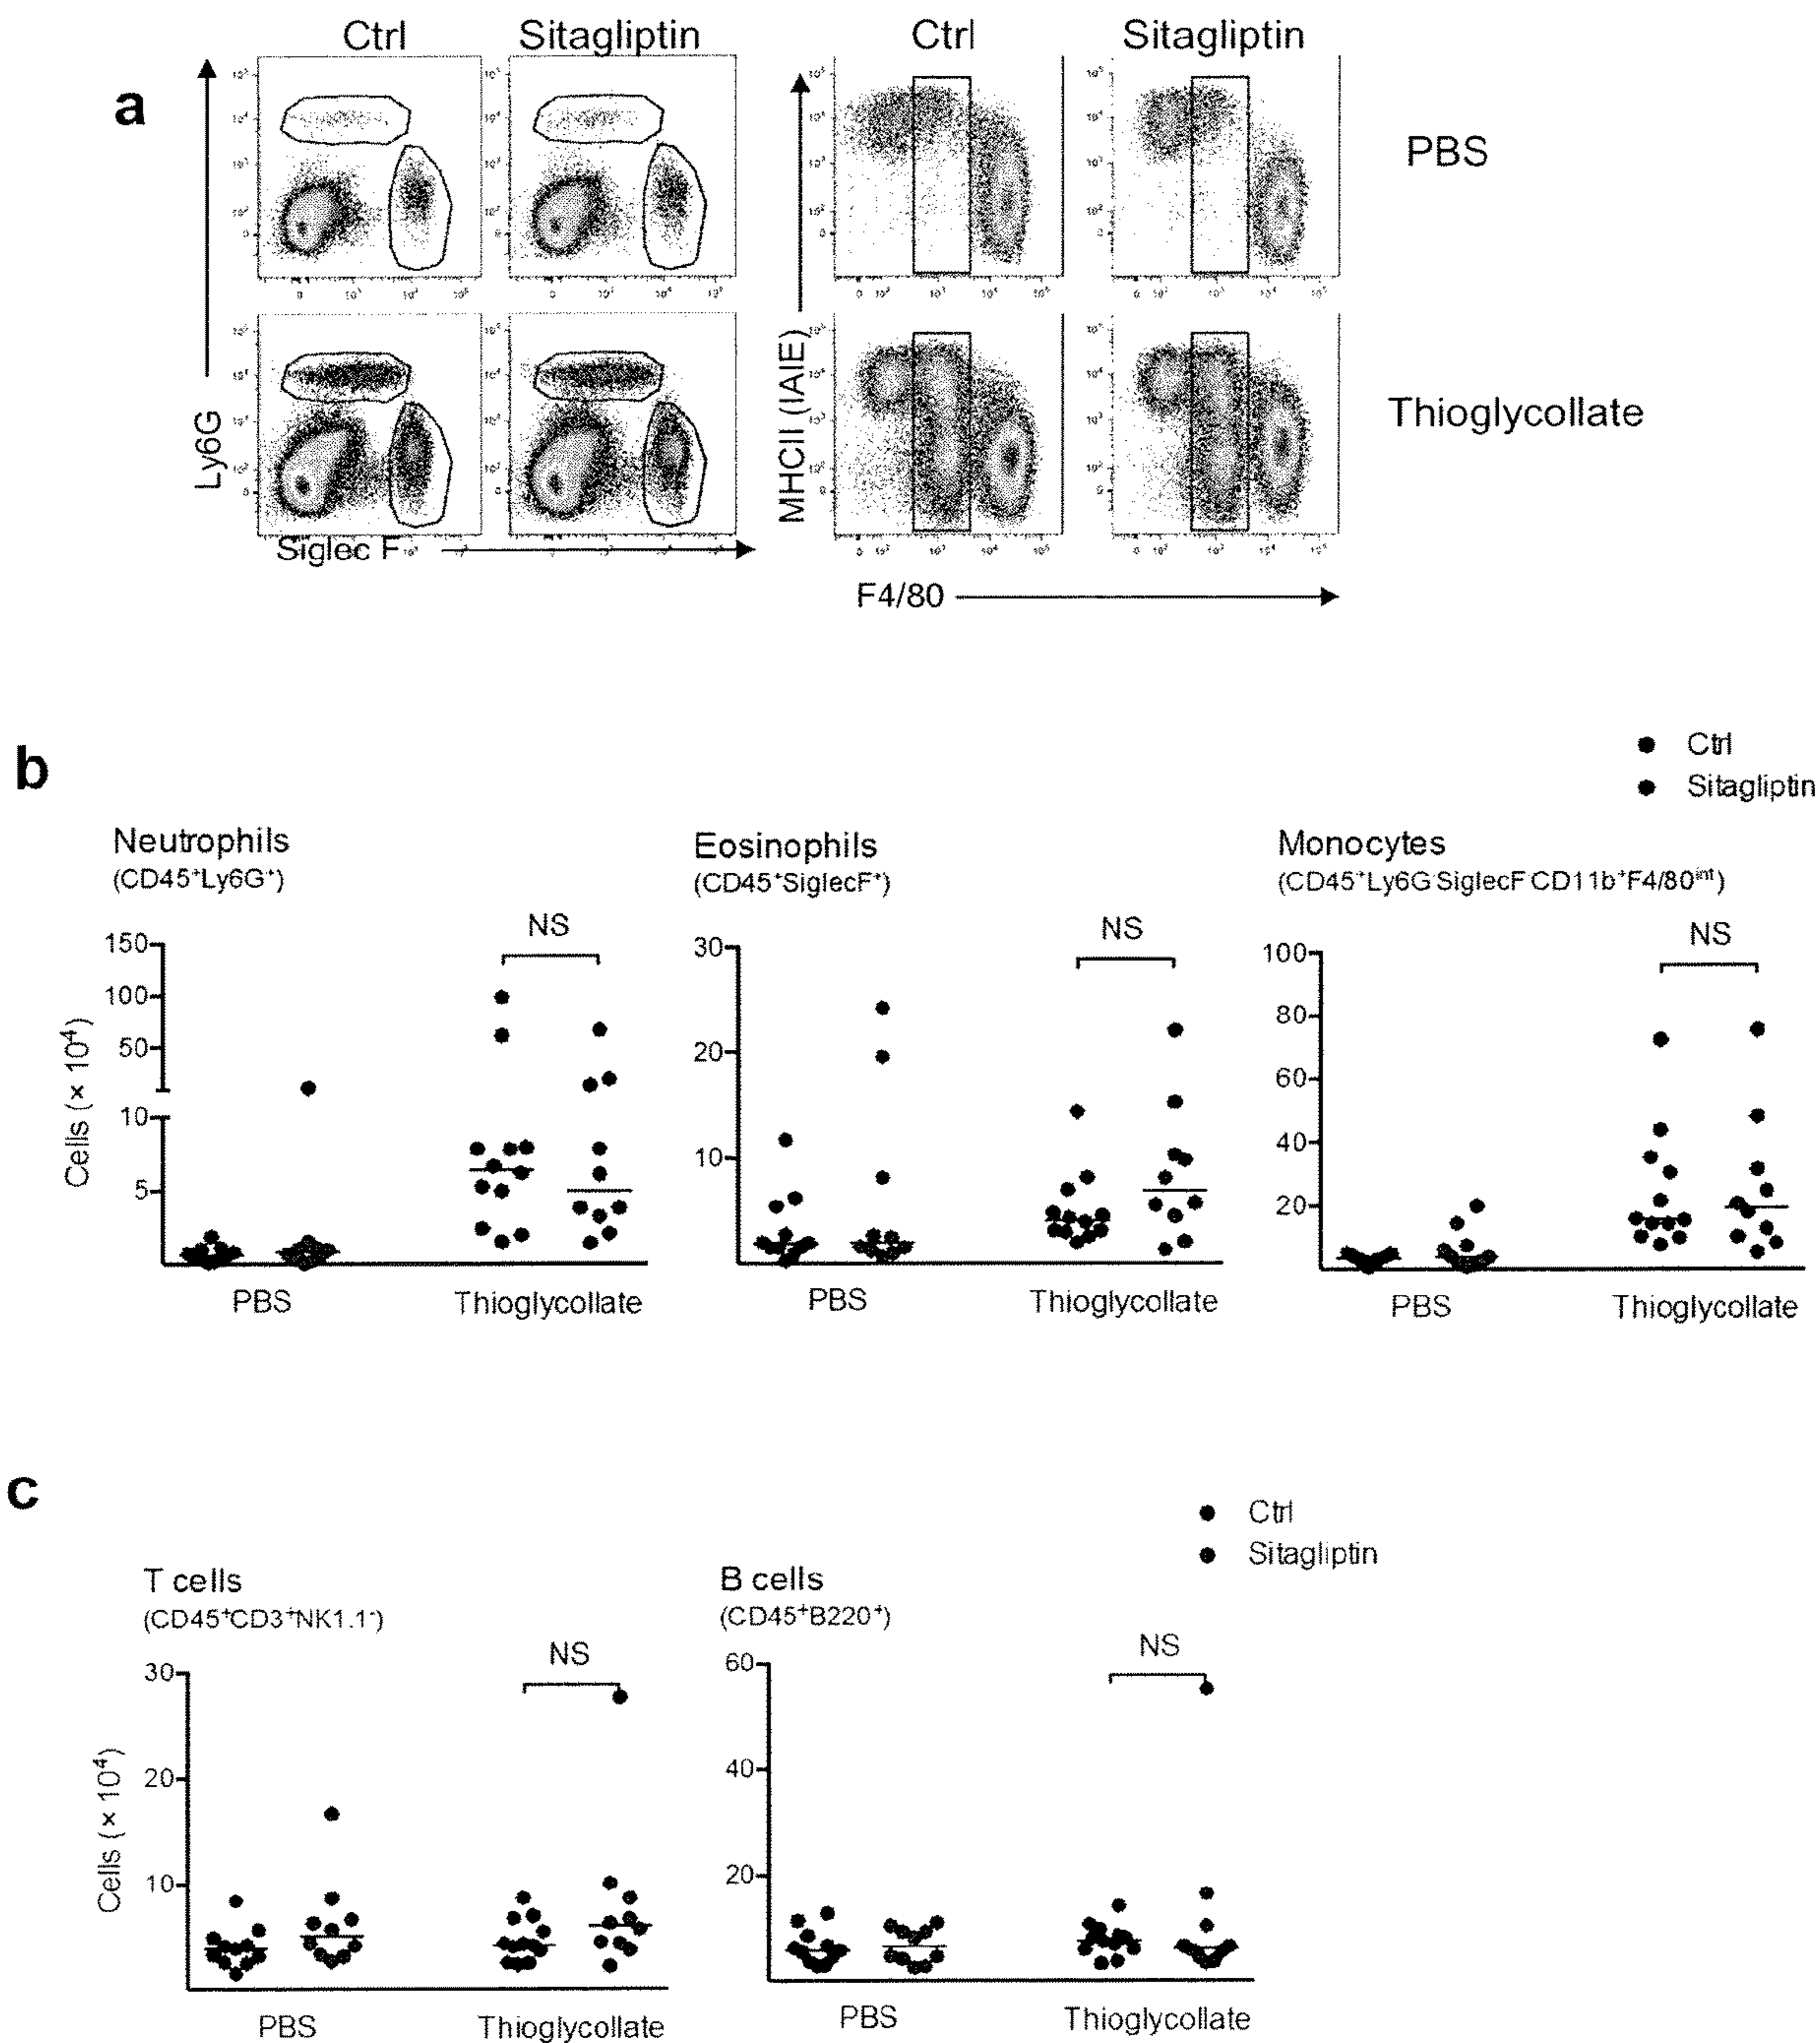 a
Ctrl
Sitagliptin
Ctrl
Sitagliptin
PBS
Thioglycollate
Ly6G
Siglec F
MHCII (IAIE)
F4/80
b
Ctrl
Sitagliptin
Neutrophils
(CD45⁺Ly6G⁺)
Eosinophils
(CD45⁺SiglecF⁺)
Monocytes
(CD45⁺Ly6G⁻SiglecF⁻CD11b⁺F4/80ⁱⁿᵗ)
Cells (× 10⁴)
150
100
50
10
5
NS
PBS
Thioglycollate
30
20
10
NS
PBS
Thioglycollate
100
80
60
40
20
NS
PBS
Thioglycollate
c
Ctrl
Sitagliptin
T cells
(CD45⁺CD3⁺NK1.1⁻)
B cells
(CD45⁺B220⁺)
Cells (× 10⁴)
30
20
10
NS
PBS
Thioglycollate
60
40
20
NS
PBS
Thioglycollate